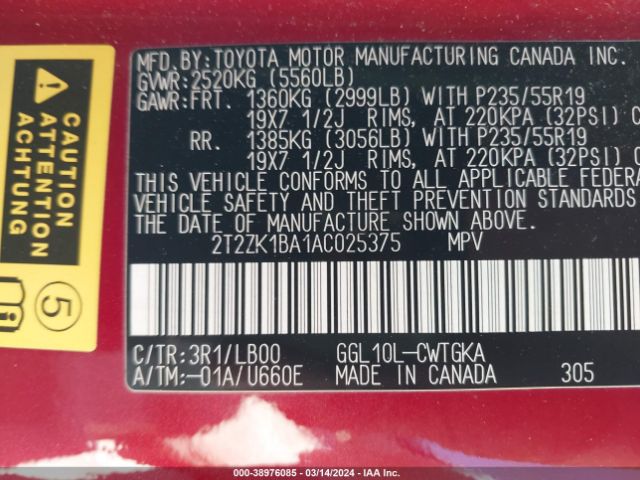 MFD.BY:TOYOTA MOTOR MANUFACTURING CANADA INC.
GVWR:2520KG (5560LB)
GAWR:FRT. 1360KG (2999LB) WITH P235/55R19
19X7 1/2J RIMS, AT 220KPA (32PSI) C
RR. 1385KG (3056LB) WITH P235/55R19
19X7 1/2J RIMS, AT 220KPA (32PSI) C
THIS VEHICLE CONFORMS TO ALL APPLICABLE FEDERA
VEHICLE SAFETY AND THEFT PREVENTION STANDARDS
THE DATE OF MANUFACTURE SHOWN ABOVE.
2T2ZK1BA1AC025375 MPV
C/TR:3R1/LB00 GGL10L-CWTGKA
A/TM:-01A/U660E MADE IN CANADA 305
CAUTION
ATTENTION
ACHTUNG
5
000-38976085 - 03/14/2024 - IAA Inc.